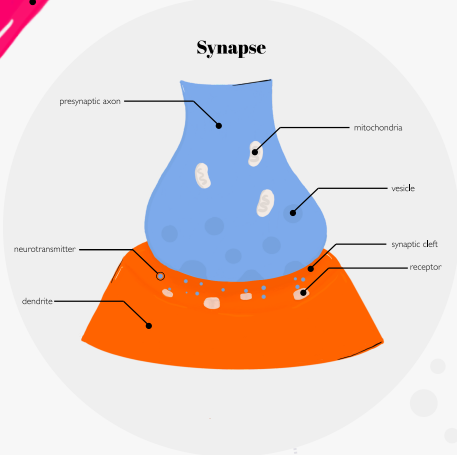 Synapse
presynaptic axon
mitochondria
vesicle
synaptic cleft
neurotransmitter
receptor
dendrite